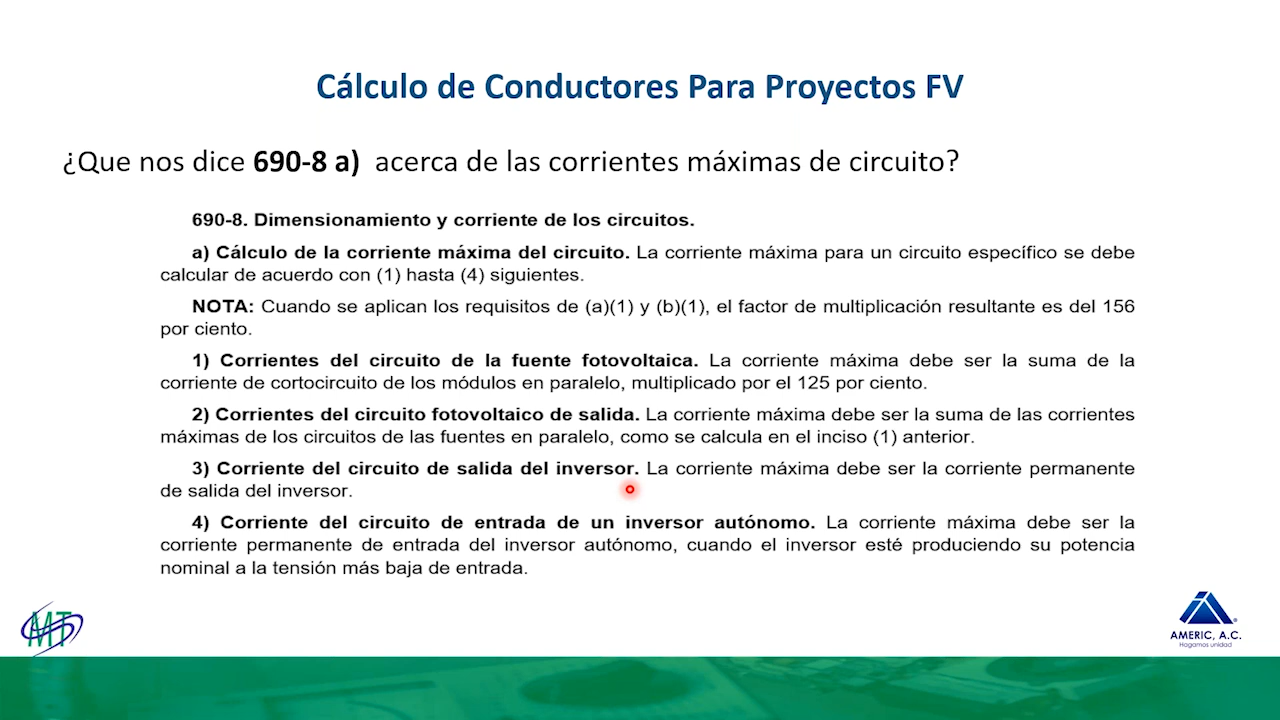 Cálculo de Conductores Para Proyectos FV
¿Que nos dice 690-8 a) acerca de las corrientes máximas de circuito?
690-8. Dimensionamiento y corriente de los circuitos.
a) Cálculo de la corriente máxima del circuito. La corriente máxima para un circuito específico se debe
calcular de acuerdo con (1) hasta (4) siguientes.
NOTA: Cuando se aplican los requisitos de (a)(1) y (b)(1), el factor de multiplicación resultante es del 156
por ciento.
1) Corrientes del circuito de la fuente fotovoltaica. La corriente máxima debe ser la suma de la
corriente de cortocircuito de los módulos en paralelo, multiplicado por el 125 por ciento.
2) Corrientes del circuito fotovoltaico de salida. La corriente máxima debe ser la suma de las corrientes
máximas de los circuitos de las fuentes en paralelo, como se calcula en el inciso (1) anterior.
3) Corriente del circuito de salida del inversor. La corriente máxima debe ser la corriente permanente
de salida del inversor.
4) Corriente del circuito de entrada de un inversor autónomo. La corriente máxima debe ser la
corriente permanente de entrada del inversor autónomo, cuando el inversor esté produciendo su potencia
nominal a la tensión más baja de entrada.
MT
AMERIC, A.C.
Hagamos unidad